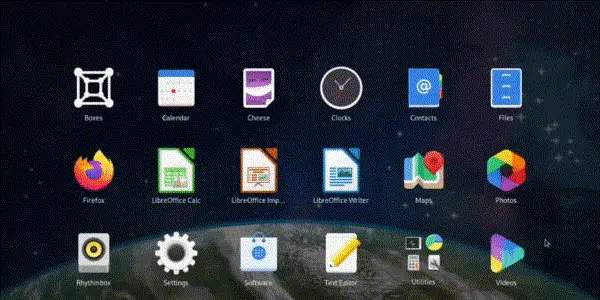 Boxes
Calendar
Cheese
Clocks
Contacts
Files
Firefox
LibreOffice Calc
LibreOffice Imp...
LibreOffice Writer
Maps
Photos
Rhythmbox
Settings
Software
Text Editor
Utilities
Videos